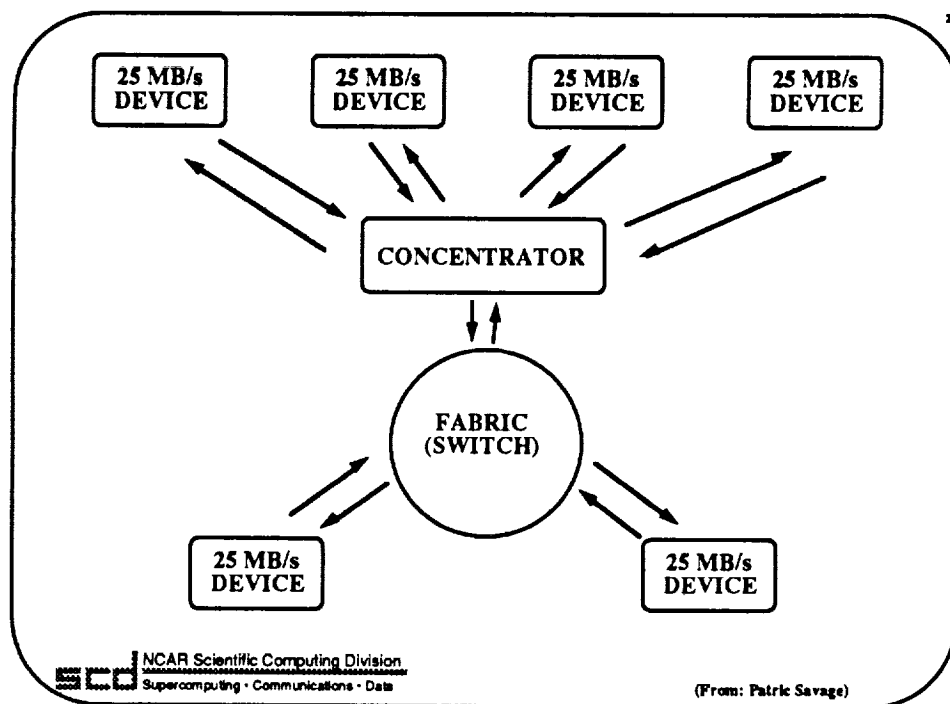 25 MB/s
DEVICE
25 MB/s
DEVICE
25 MB/s
DEVICE
25 MB/s
DEVICE
CONCENTRATOR
FABRIC
(SWITCH)
25 MB/s
DEVICE
25 MB/s
DEVICE
scd
NCAR Scientific Computing Division
Supercomputing · Communications · Data
(From: Patric Savage)